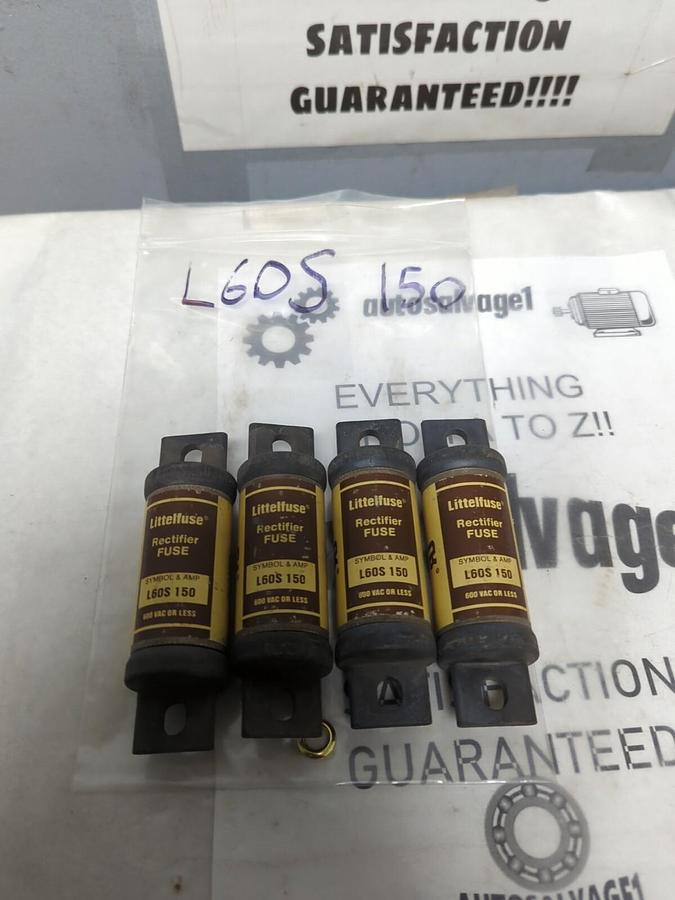 SATISFACTION
GUARANTEED!!!!
L60S 150
autosalvage1
EVERYTHING
TO Z!!
Littelfuse®
Rectifier
FUSE
SYMBOL & AMP
L60S 150
600 VAC OR LESS
Littelfuse®
Rectifier
FUSE
SYMBOL & AMP
L60S 150
600 VAC OR LESS
Littelfuse®
Rectifier
FUSE
SYMBOL & AMP
L60S 150
600 VAC OR LESS
Littelfuse®
Rectifier
FUSE
SYMBOL & AMP
L60S 150
600 VAC OR LESS
lvage
ACTION
GUARANTEED
AUTOSALVAGE1